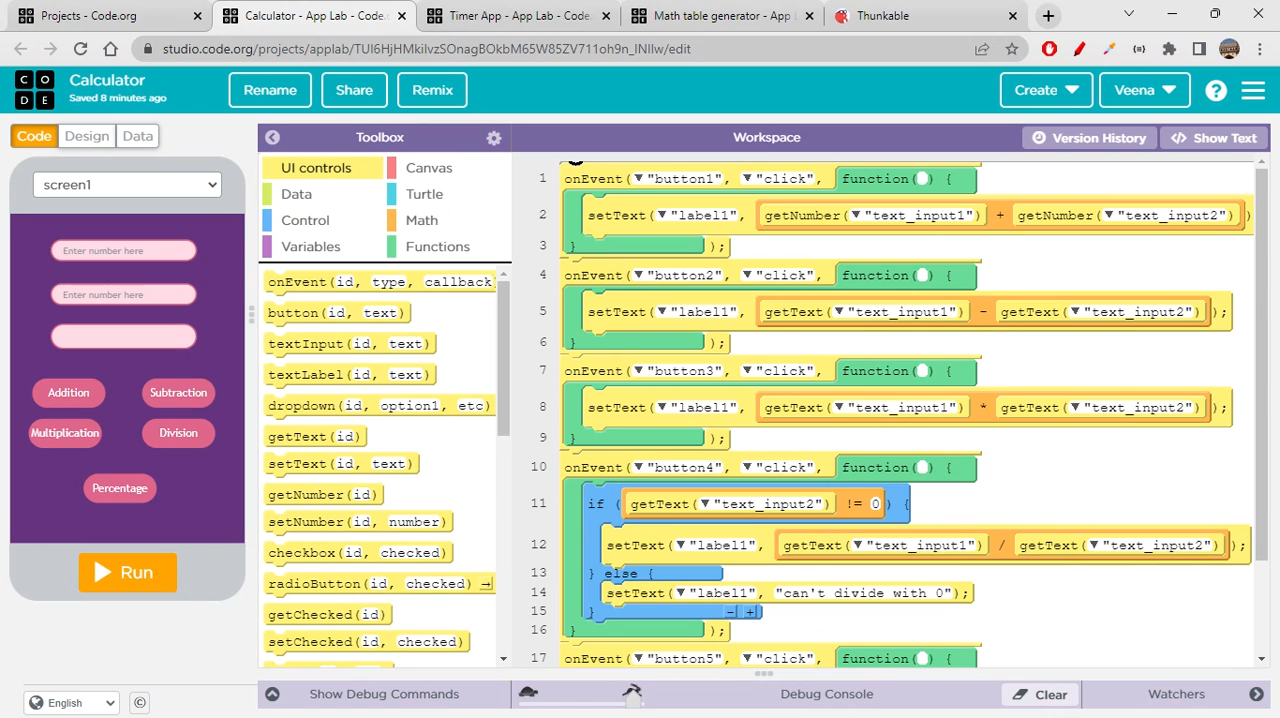 Projects - Code.org
Calculator - App Lab - Code.
Timer App - App Lab - Code.
Math table generator - App L
Thunkable
studio.code.org/projects/applab/
C O D E
Calculator
Saved 8 minutes ago
Rename
Share
Remix
Create
Veena
?
Code
Design
Data
Toolbox
Workspace
Version History
</> Show Text
screen1
Enter number here
Enter number here
Addition
Subtraction
Multiplication
Division
Percentage
Run
UI controls
Canvas
Data
Turtle
Control
Math
Variables
Functions
onEvent(id, type, callback
button(id, text)
textInput(id, text)
textLabel(id, text)
dropdown(id, option1, etc)
getText(id)
setText(id, text)
getNumber(id)
setNumber(id, number)
checkbox(id, checked)
radioButton(id, checked)
getChecked(id)
setChecked(id, checked)
1 onEvent("button1", "click", function() {
2 setText("label1", getNumber("text_input1") + getNumber("text_input2"))
3 });
4 onEvent("button2", "click", function() {
5 setText("label1", getText("text_input1") - getText("text_input2"));
6 });
7 onEvent("button3", "click", function() {
8 setText("label1", getText("text_input1") * getText("text_input2"));
9 });
10 onEvent("button4", "click", function() {
11 if (getText("text_input2") != 0) {
12 setText("label1", getText("text_input1") / getText("text_input2"));
13 } else {
14 setText("label1", "can't divide with 0");
15 } - +
16 });
17 onEvent("button5", "click", function() {
Show Debug Commands
Debug Console
Clear
Watchers
English
©